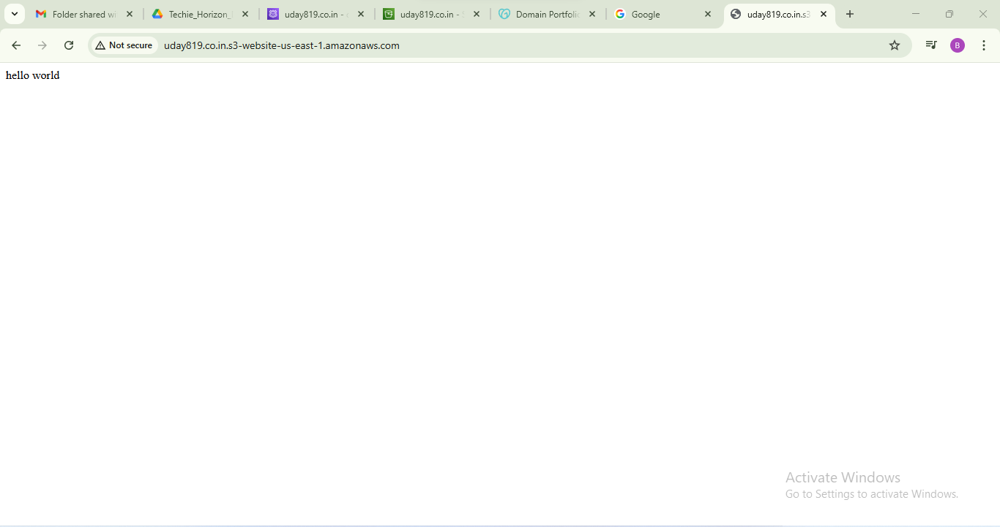 Folder shared wi
Techie_Horizon_
uday819.co.in -
uday819.co.in -
Domain Portfolio
Google
uday819.co.in.s3
Not secure
uday819.co.in.s3-website-us-east-1.amazonaws.com
B
hello world
Activate Windows
Go to Settings to activate Windows.